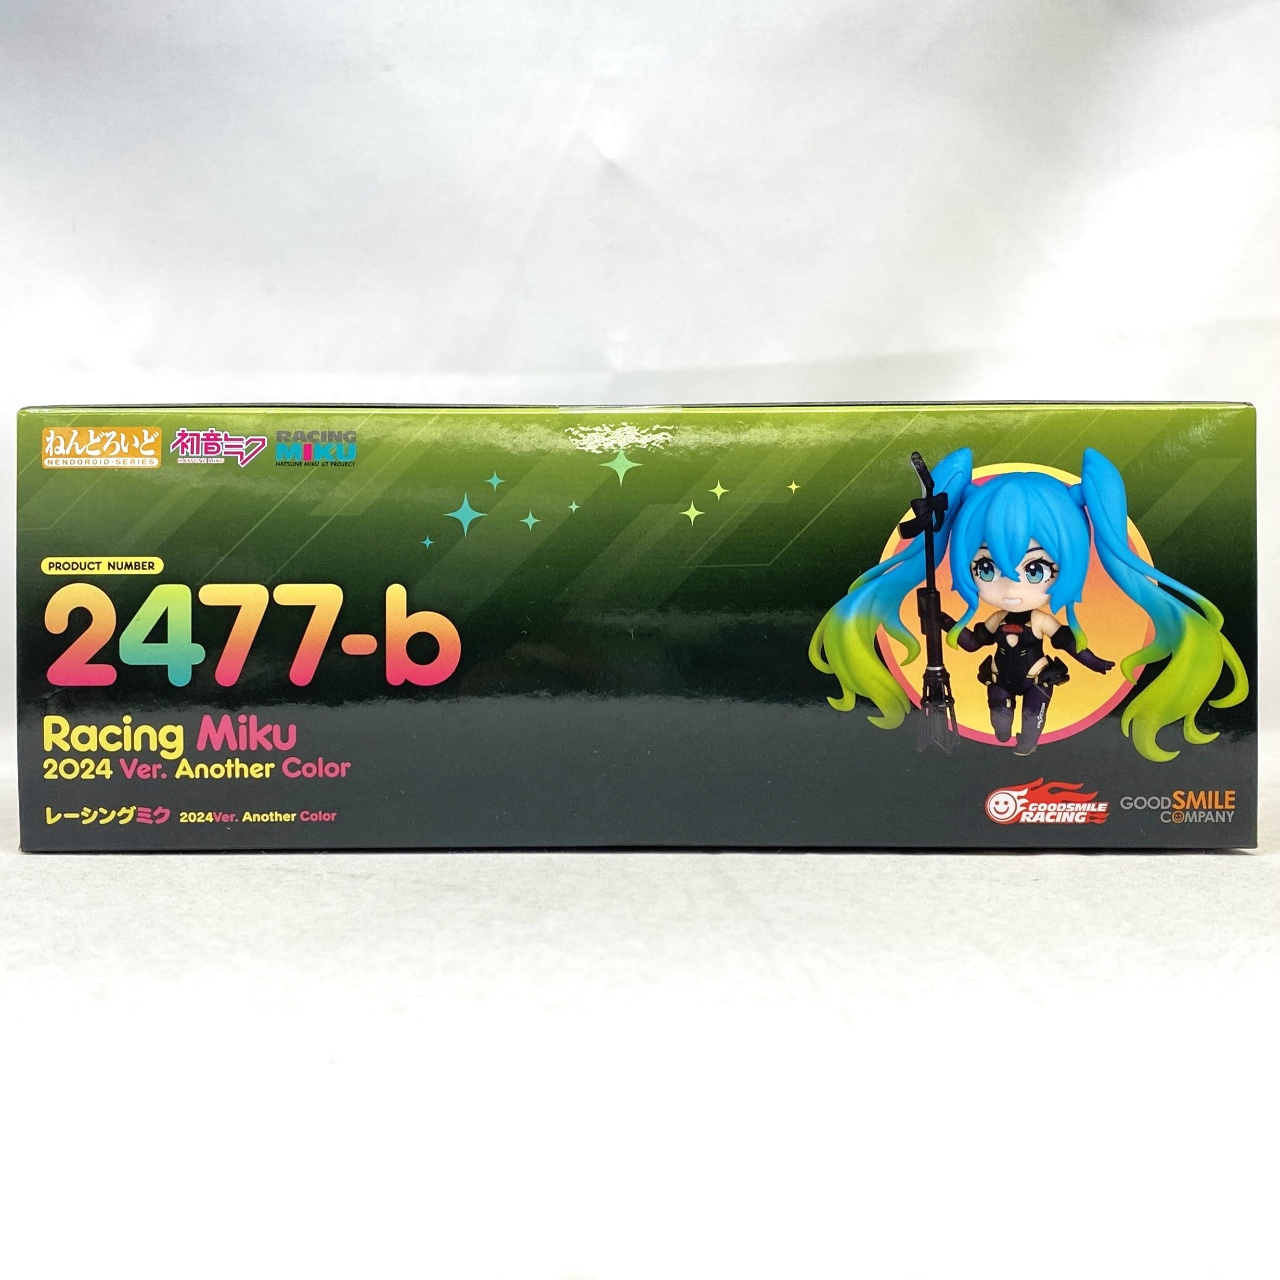 ねんどろいど
NENDOROID·SERIES
初音ミク
RACING
MIKU
HATSUNE MIKU GT PROJECT
PRODUCT NUMBER
2477-b
Racing Miku
2024 Ver. Another Color
レーシングミク 2024Ver. Another Color
GOODSMILE
RACING
GOODSMILE
COMPANY